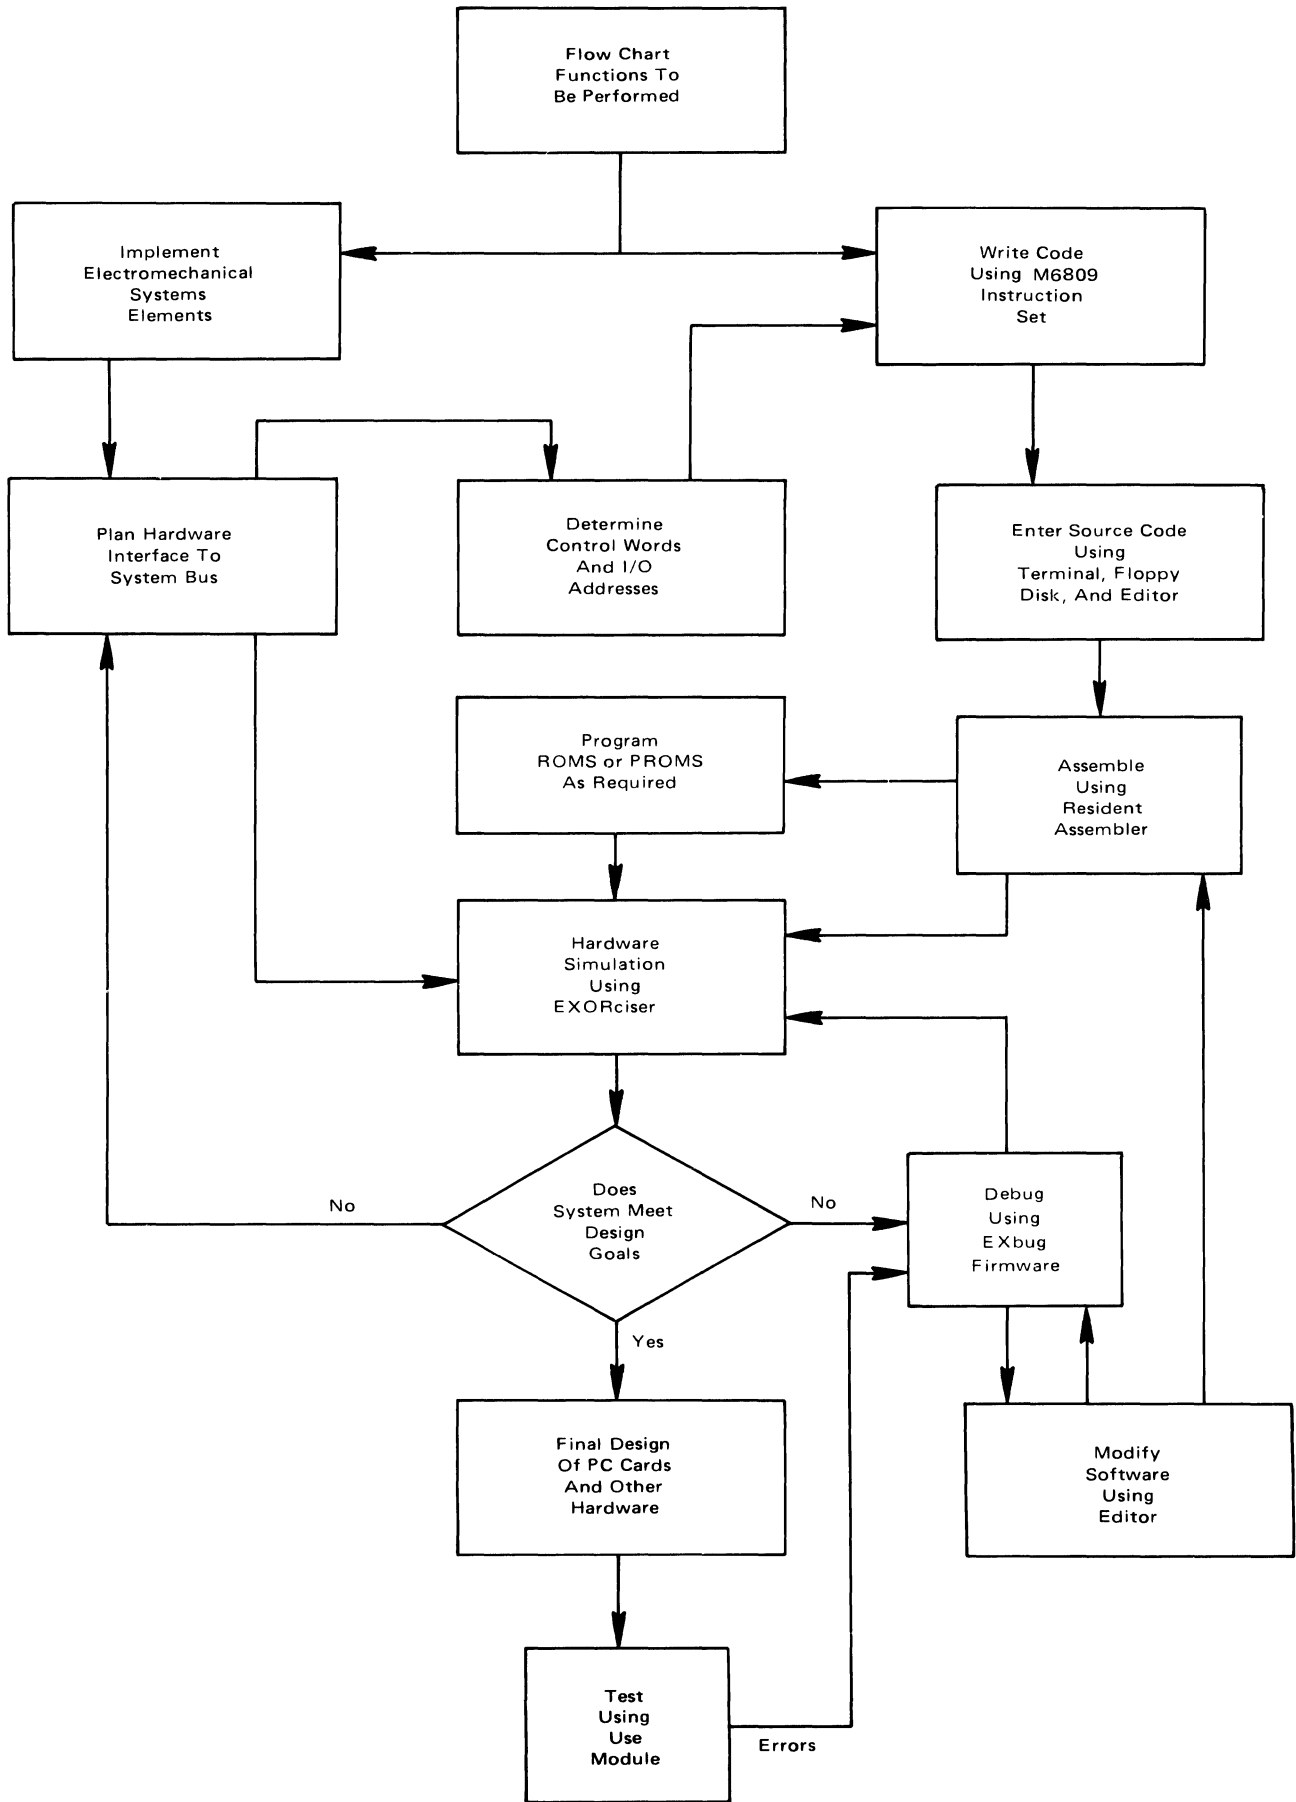 Flow Chart
Functions To
Be Performed
Implement
Electromechanical
Systems
Elements
Write Code
Using M6809
Instruction
Set
Plan Hardware
Interface To
System Bus
Determine
Control Words
And I/O
Addresses
Enter Source Code
Using
Terminal, Floppy
Disk, And Editor
Program
ROMS or PROMS
As Required
Assemble
Using
Resident
Assembler
Hardware
Simulation
Using
EXORciser
No
Does
System Meet
Design
Goals
No
Debug
Using
EXbug
Firmware
Yes
Final Design
Of PC Cards
And Other
Hardware
Modify
Software
Using
Editor
Test
Using
Use
Module
Errors